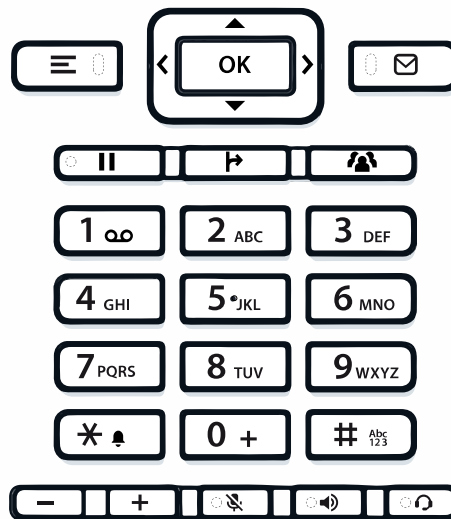 OK
1 2 ABC 3 DEF
4 GHI 5 JKL 6 MNO
7 PQRS 8 TUV 9 WXYZ
* 0 + # Abc
123
- +